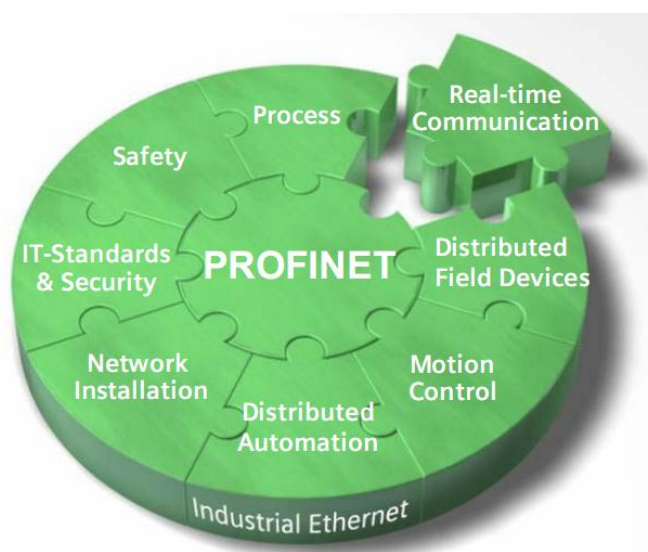 Process
Real-time
Communication
Safety
IT-Standards
& Security
PROFINET
Distributed
Field Devices
Network
Installation
Motion
Control
Distributed
Automation
Industrial Ethernet